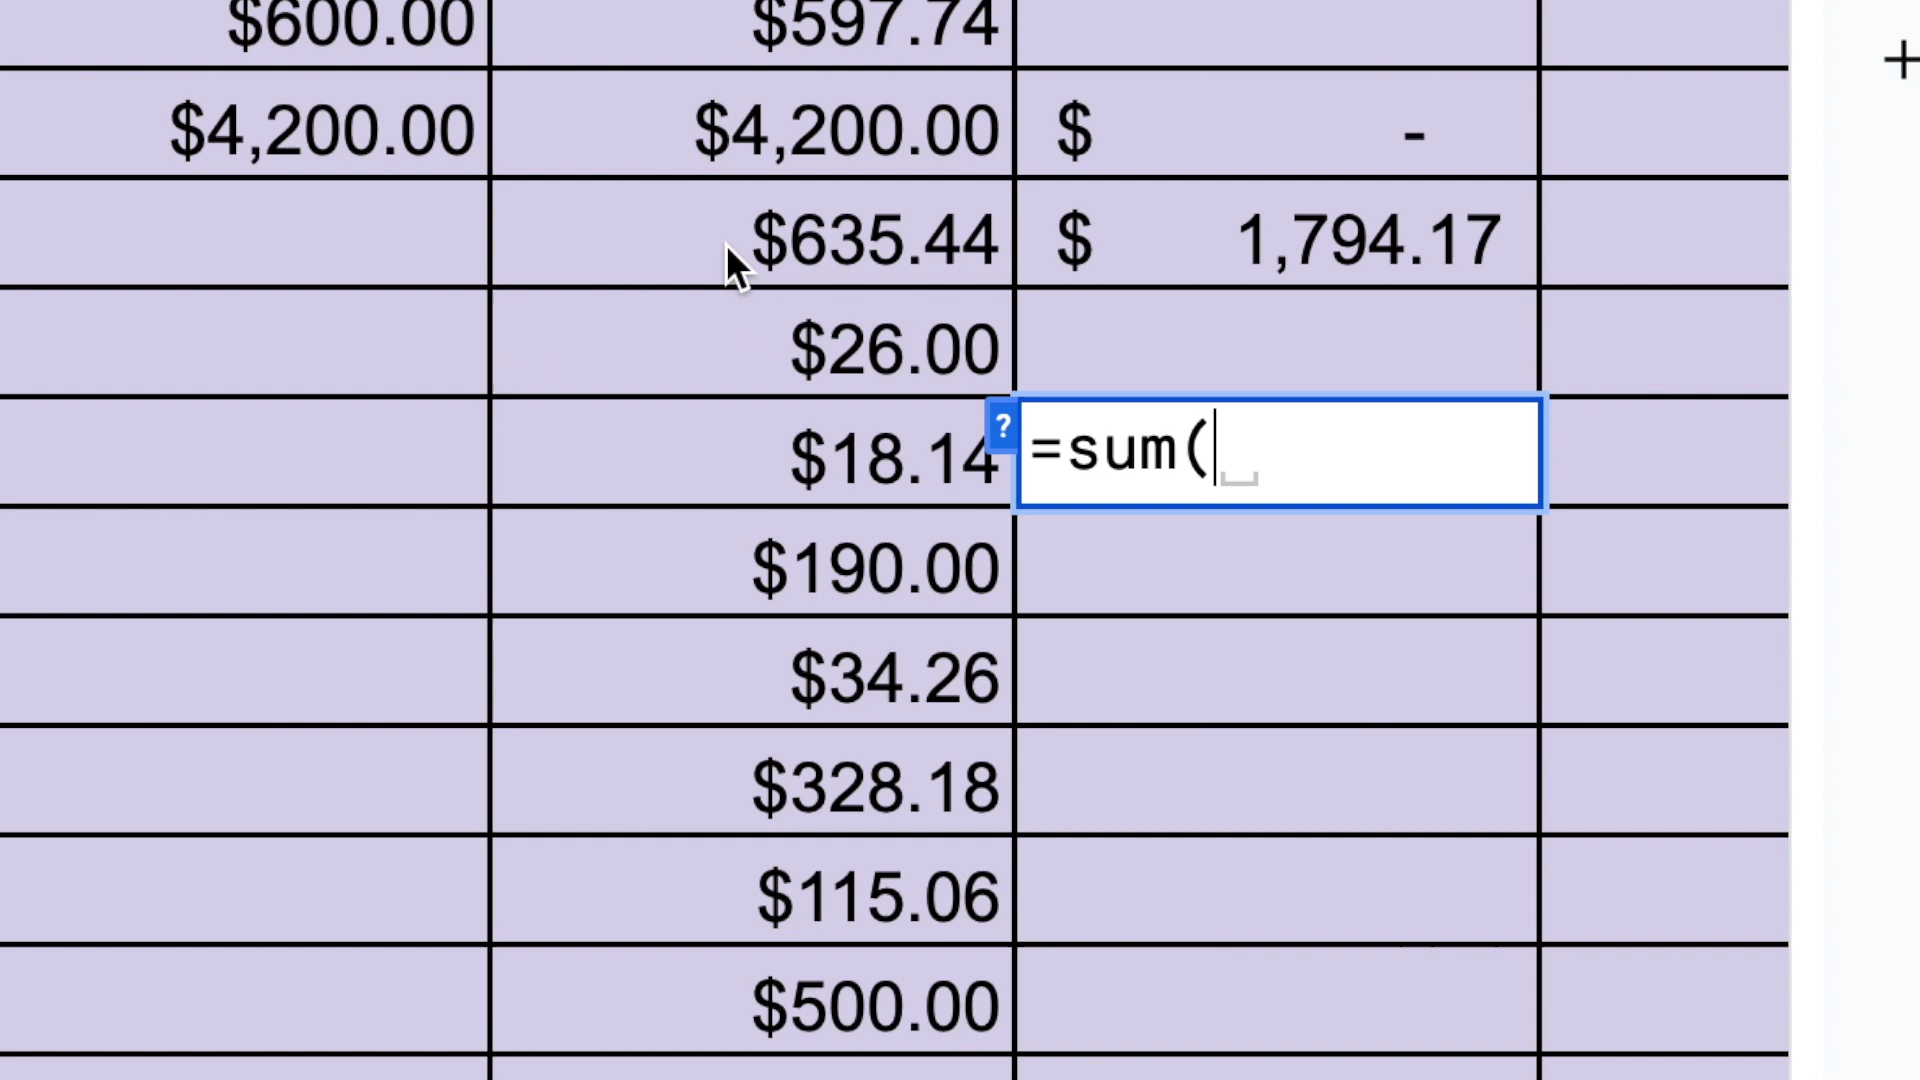 $600.00 $597.74
$4,200.00 $4,200.00 $ -
$635.44 $ 1,794.17
$26.00
$18.14 ? =sum(
$190.00
$34.26
$328.18
$115.06
$500.00